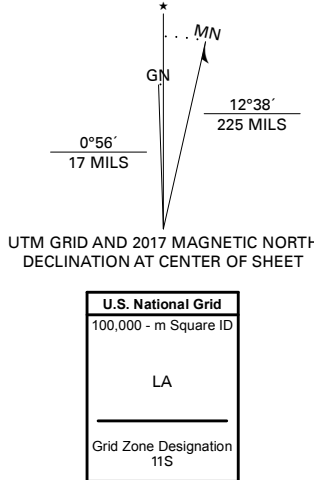 ★
MN
GN
0°56´
17 MILS
12°38´
225 MILS
UTM GRID AND 2017 MAGNETIC NORTH
DECLINATION AT CENTER OF SHEET
U.S. National Grid
100,000 - m Square ID
LA
Grid Zone Designation
11S